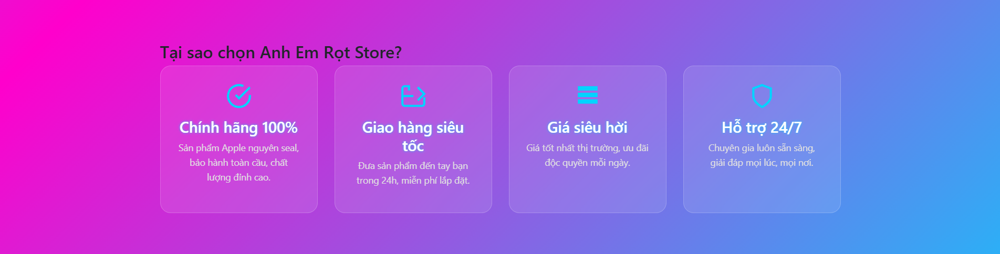 Tại sao chọn Anh Em Rọt Store?
Chính hãng 100%
Sản phẩm Apple nguyên seal,
bảo hành toàn cầu, chất
lượng đỉnh cao.
Giao hàng siêu
tốc
Đưa sản phẩm đến tay bạn
trong 24h, miễn phí lắp đặt.
Giá siêu hời
Giá tốt nhất thị trường, ưu đãi
độc quyền mỗi ngày.
Hỗ trợ 24/7
Chuyên gia luôn sẵn sàng,
giải đáp mọi lúc, mọi nơi.